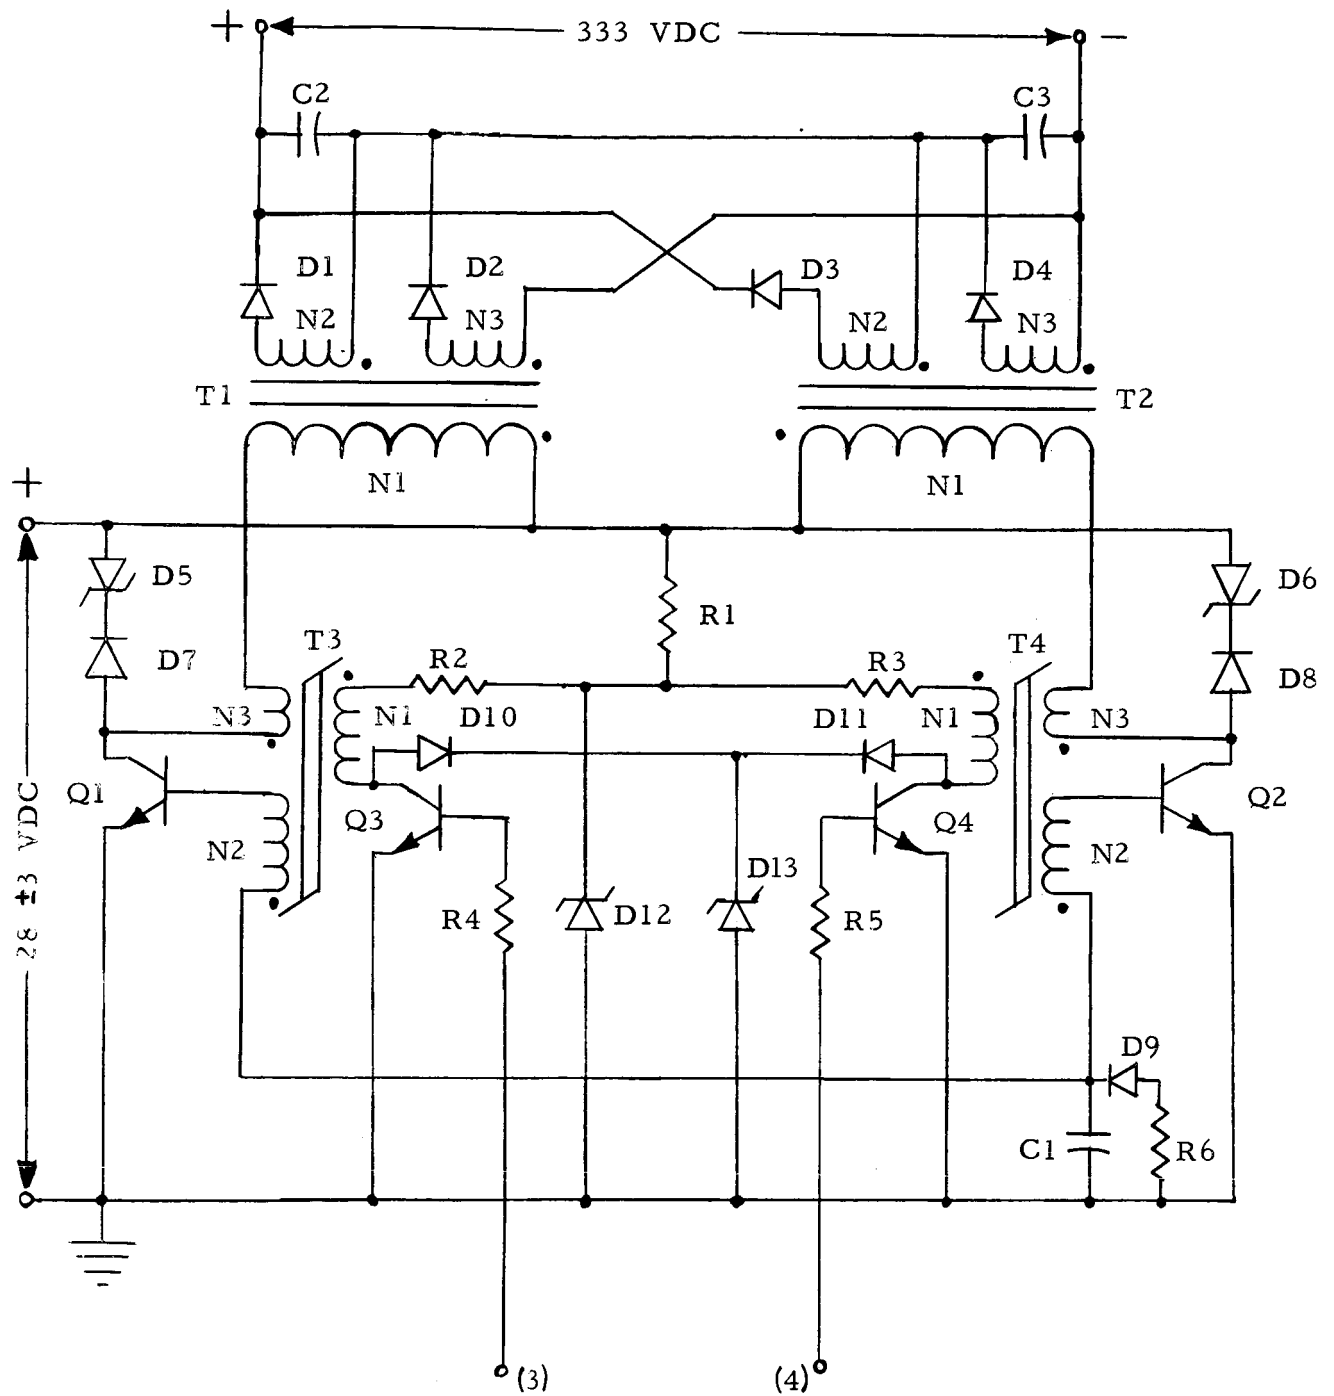 + 333 VDC −
C2 C3
D1 D2 D3 D4
N2 N3 N2 N3
T1 T2
N1 N1
+
D5 D6
R1
T3 T4
D7 R2 R3 D8
N3 N1 D10 D11 N1 N3
Q1 Q3 Q4 Q2
N2 N2
D13
R4 D12 R5
28 ±3 VDC
D9
C1 R6
(3) (4)